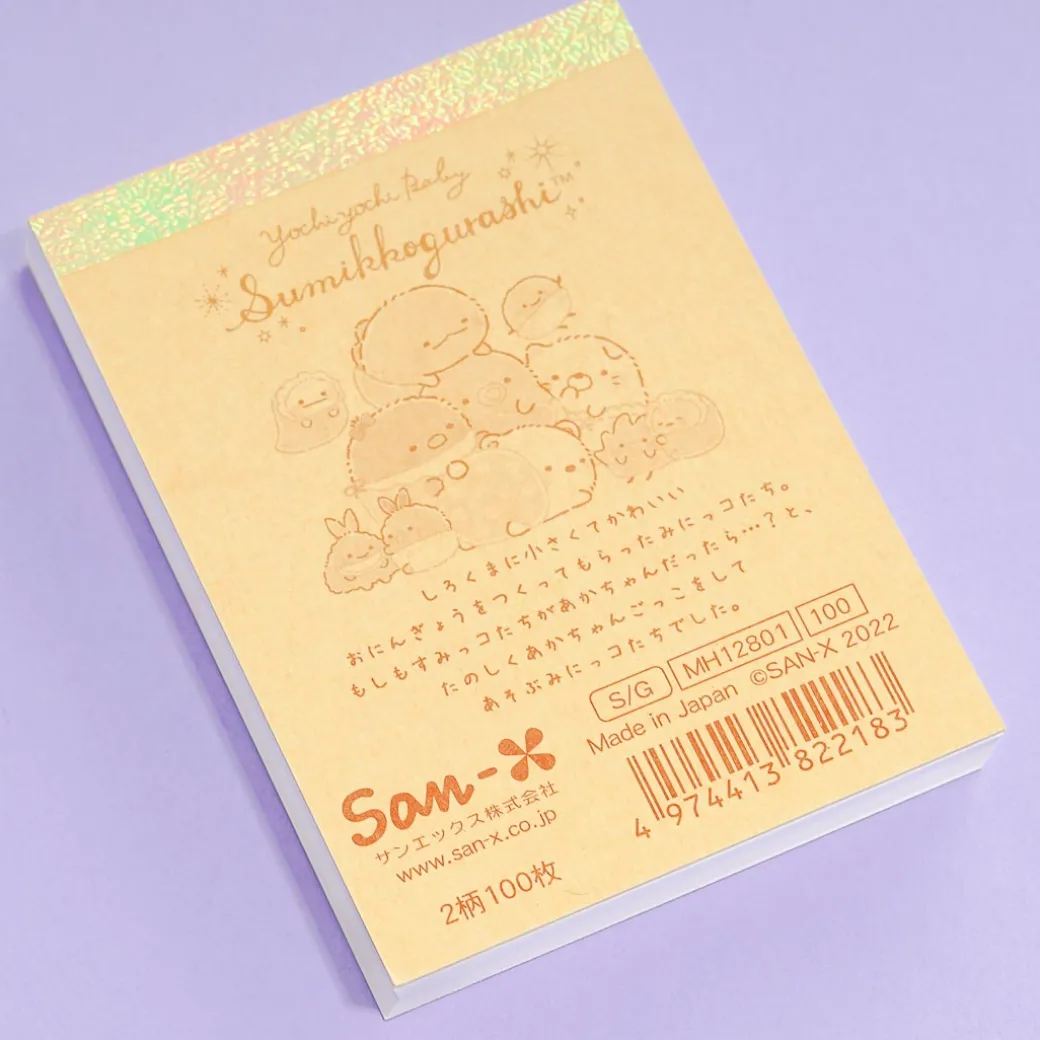 Yochiyochi Baby
Sumikkogurashi™
しろくまに小さくてかわいい
おにんぎょうをつくってもらったみにっコたち。
もしもすみっコたちがあかちゃんだったら…?と、
たのしくあかちゃんごっこをして
あそぶみにっコたちでした。
S/G MH12801 100
Made in Japan ©SAN-X 2022
4 974413 822183
San-X
サンエックス株式会社
www.san-x.co.jp
2柄100枚